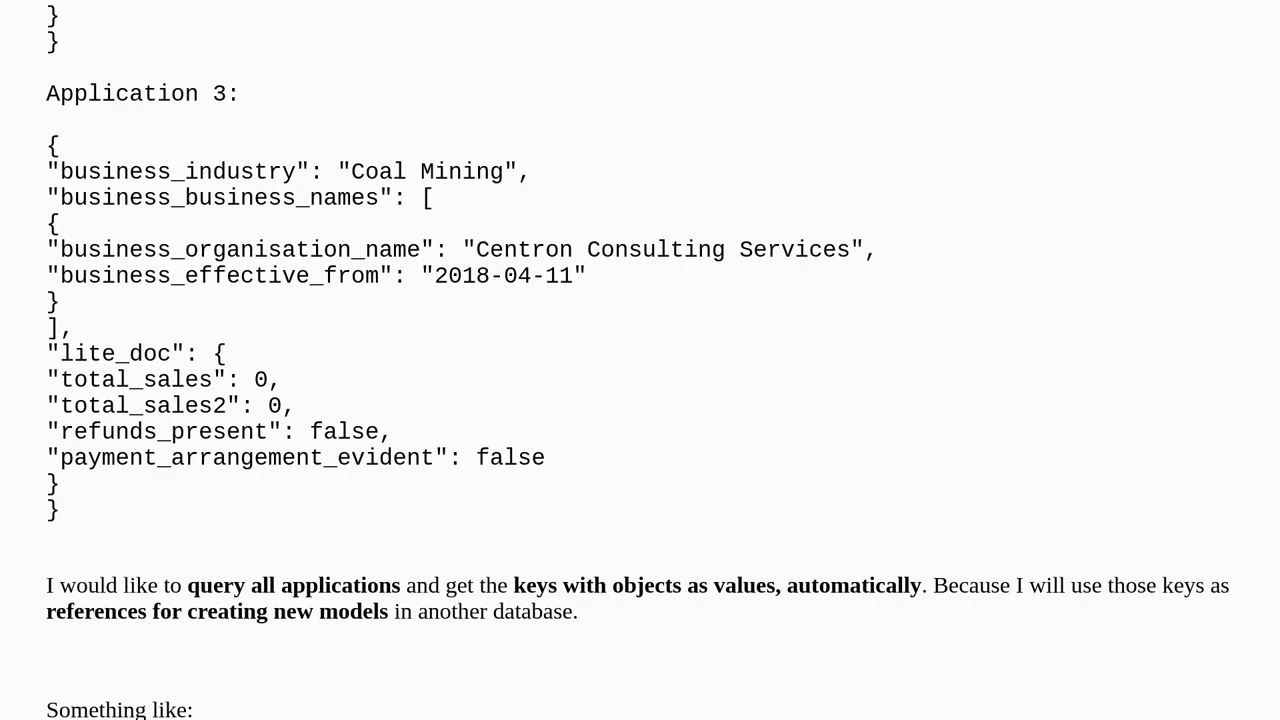 }
}
Application 3:
{
"business_industry": "Coal Mining",
"business_business_names": [
{
"business_organisation_name": "Centron Consulting Services",
"business_effective_from": "2018-04-11"
}
],
"lite_doc": {
"total_sales": 0,
"total_sales2": 0,
"refunds_present": false,
"payment_arrangement_evident": false
}
}
I would like to query all applications and get the keys with objects as values, automatically. Because I will use those keys as
references for creating new models in another database.
Something like: